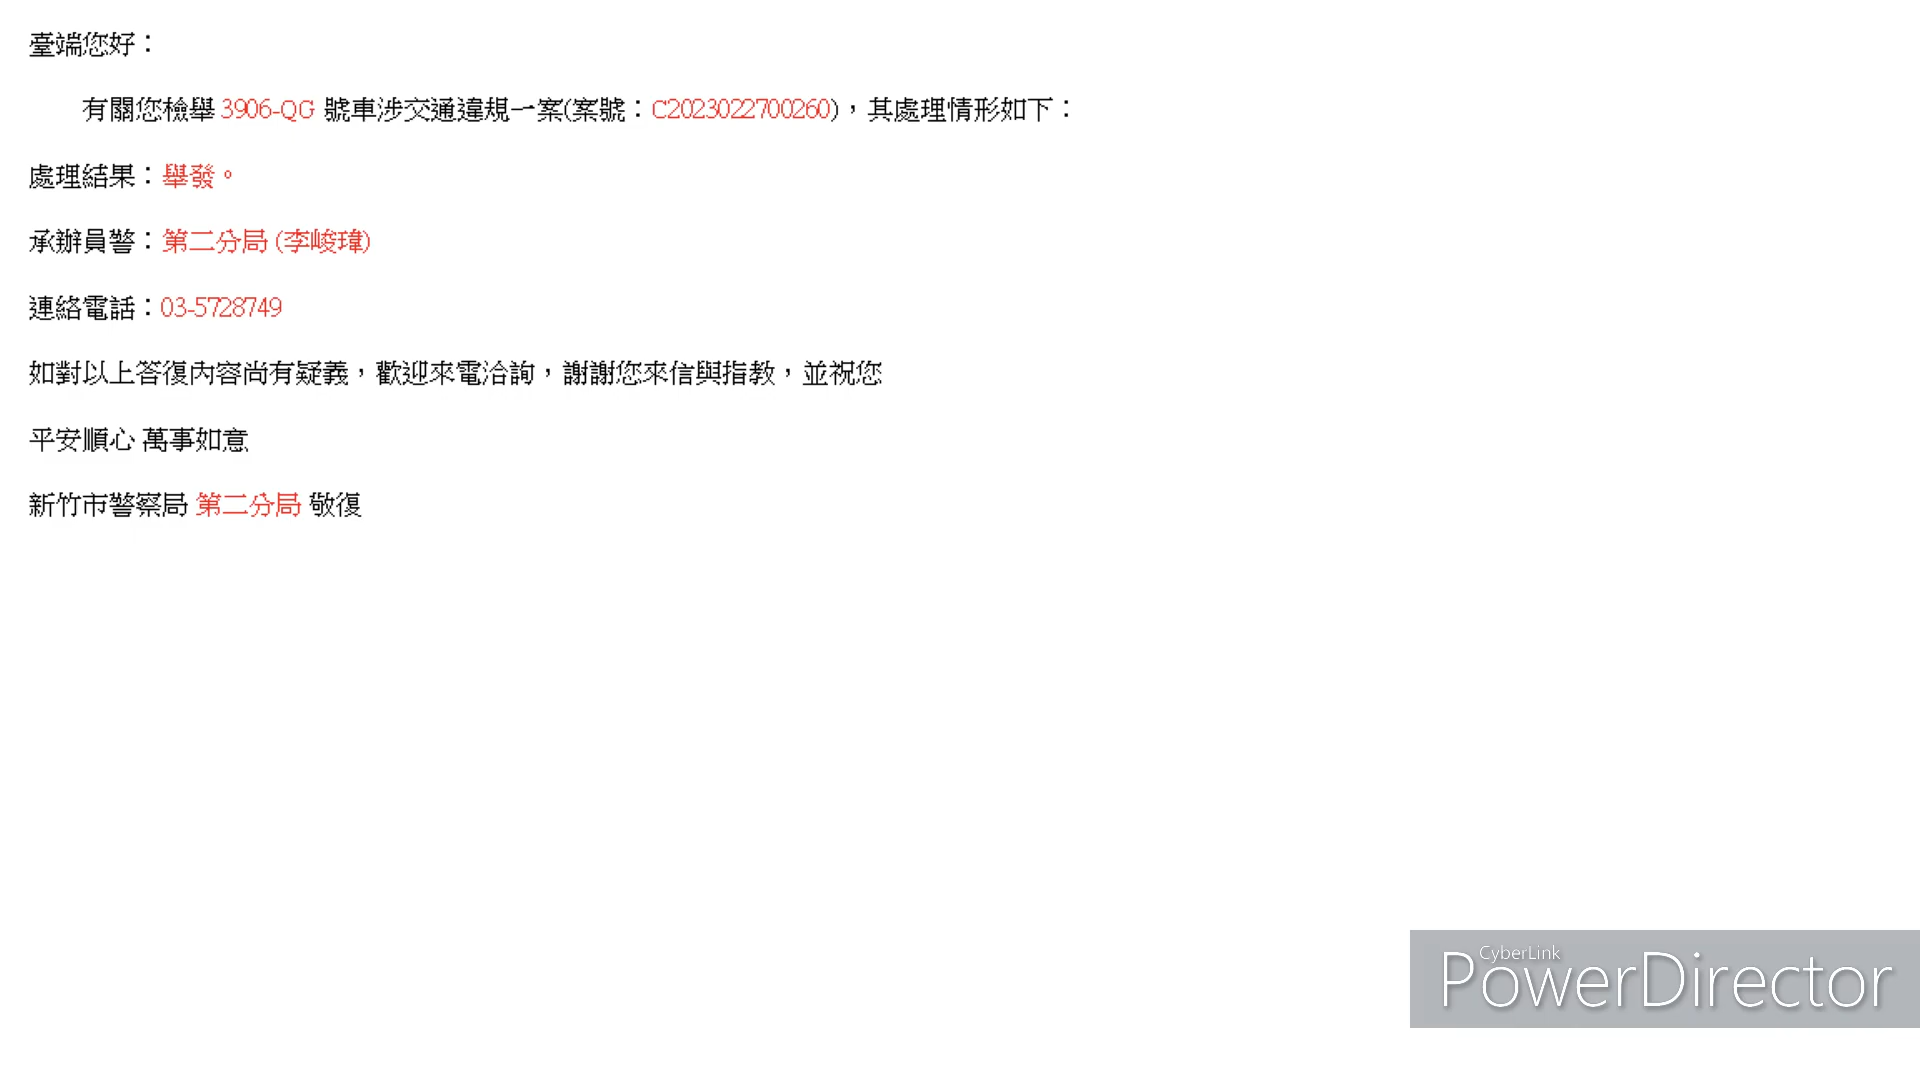 臺端您好：
有關您檢舉 3906-QG 號車涉交通違規一案(案號：C2023022700260)，其處理情形如下：
處理結果：舉發。
承辦員警：第二分局 (李峻瑋)
連絡電話：03-5728749
如對以上答復內容尚有疑義，歡迎來電洽詢，謝謝您來信與指教，並祝您
平安順心 萬事如意
新竹市警察局 第二分局 敬復
CyberLink
PowerDirector